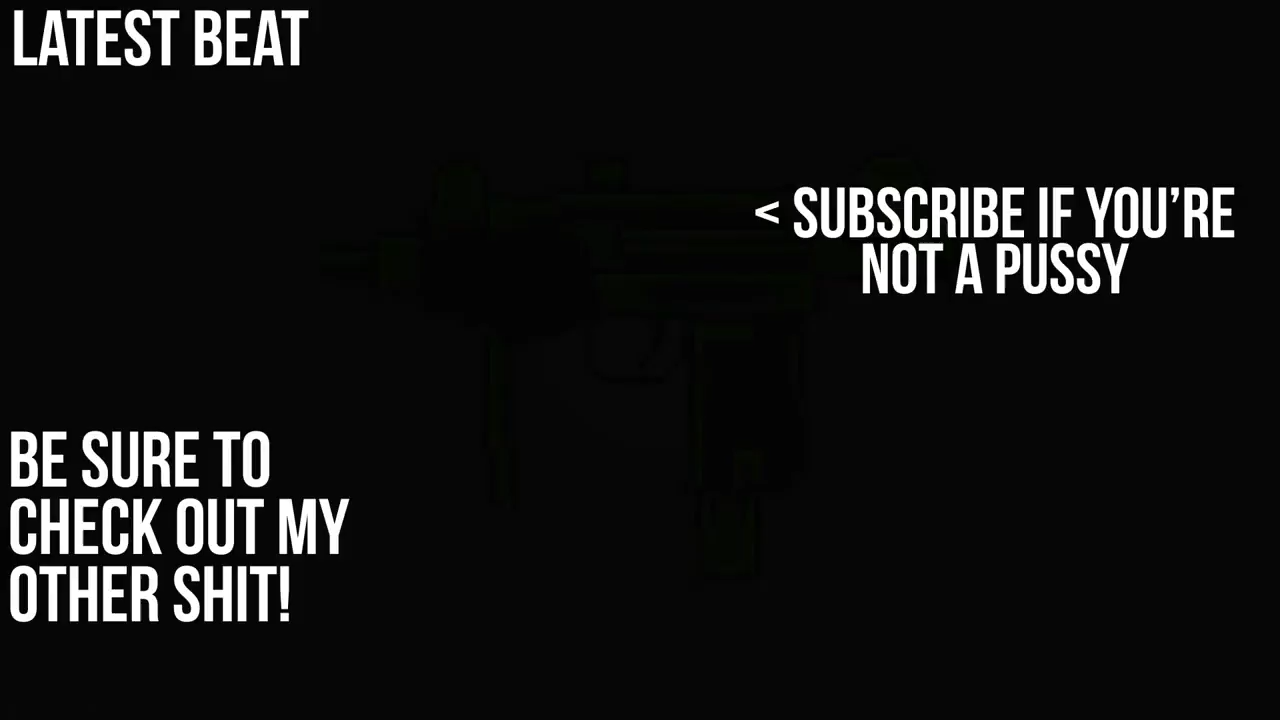 LATEST BEAT
< SUBSCRIBE IF YOU'RE
NOT A PUSSY
BE SURE TO
CHECK OUT MY
OTHER SHIT!